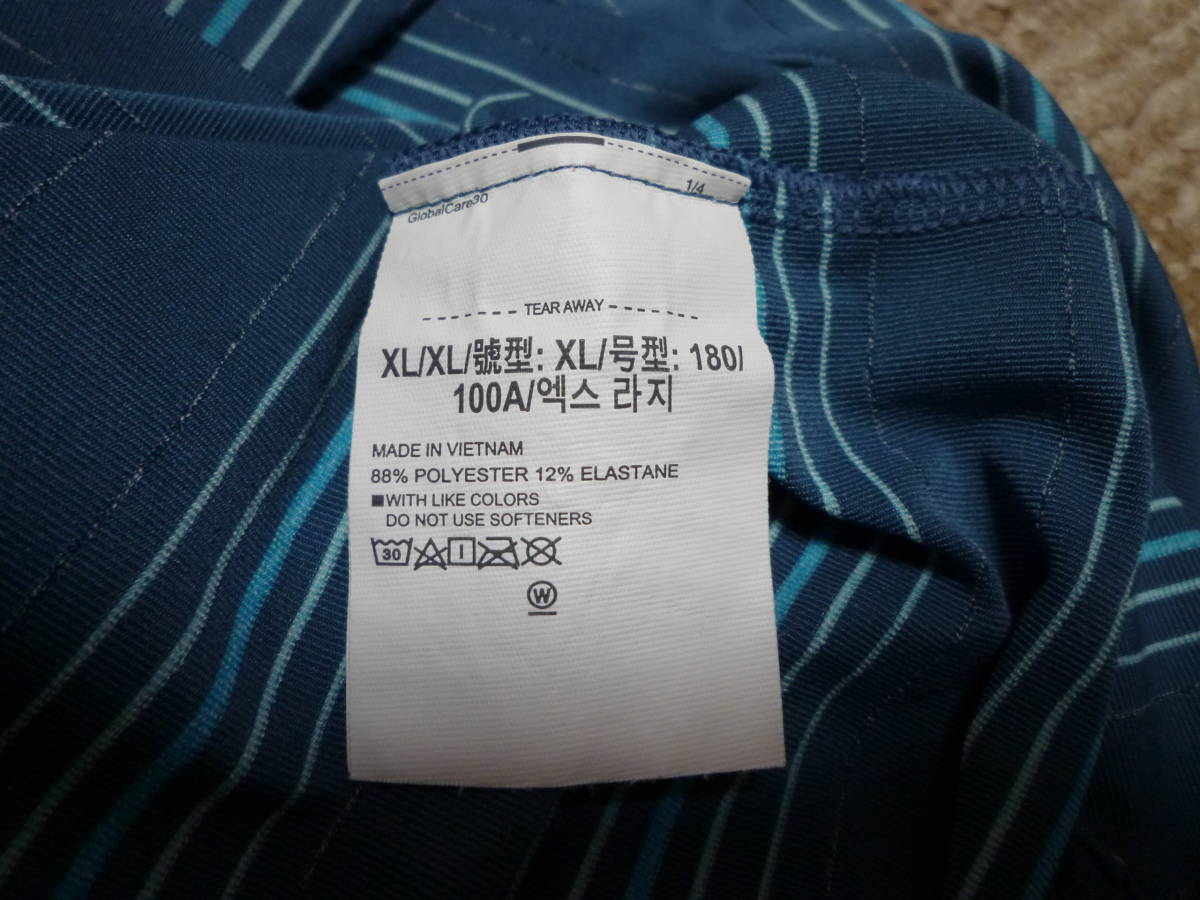 GlobalCare30
1/4
TEAR AWAY
XL/XL/號型: XL/号型: 180/
100A/엑스 라지
MADE IN VIETNAM
88% POLYESTER 12% ELASTANE
WITH LIKE COLORS
DO NOT USE SOFTENERS
30
W